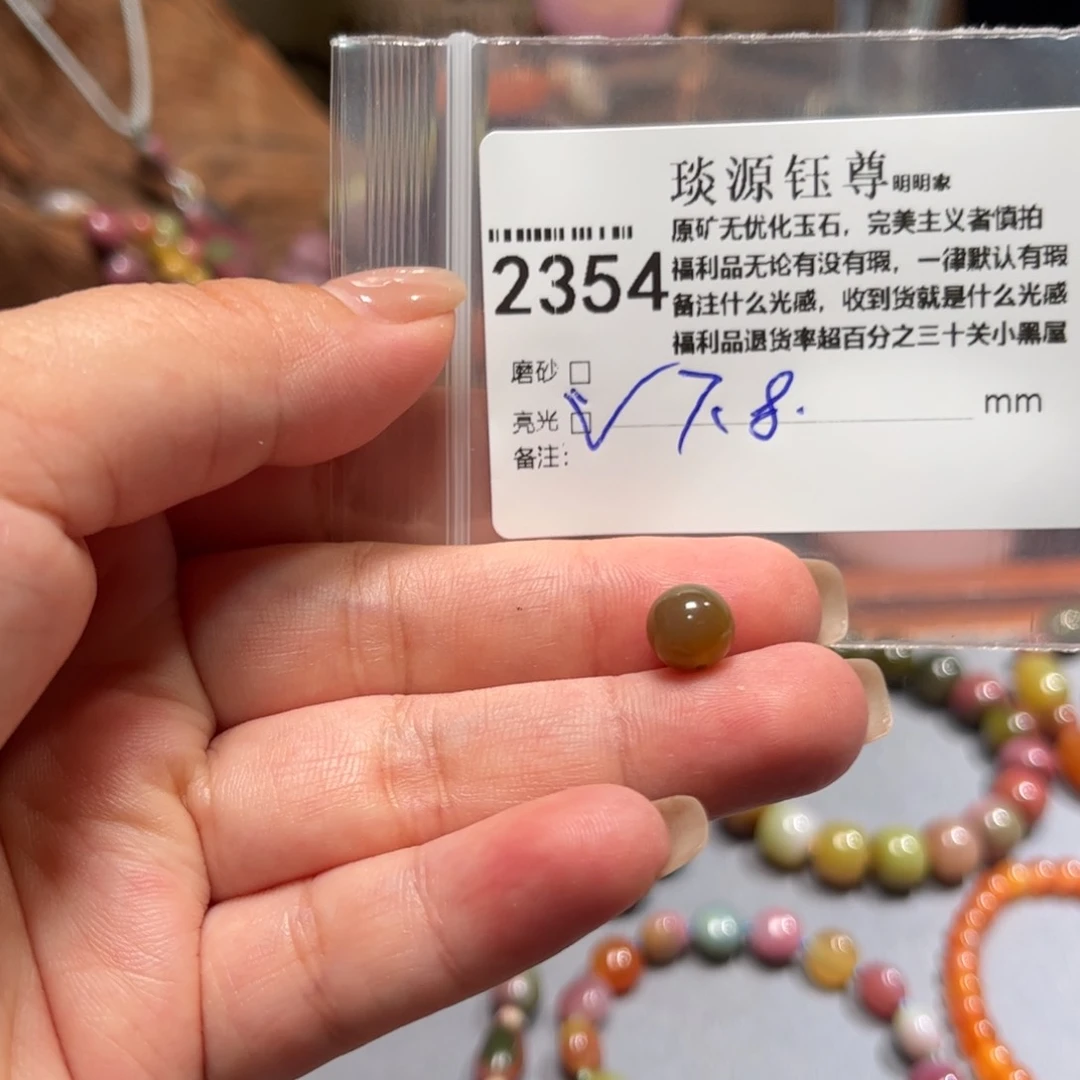 琰源钰尊明明家
原矿无优化玉石，完美主义者慎拍
2354
福利品无论有没有瑕，一律默认有瑕
备注什么光感，收到货就是什么光感
福利品退货率超百分之三十关小黑屋
磨砂 □
亮光 □ √ 7.8. mm
备注：